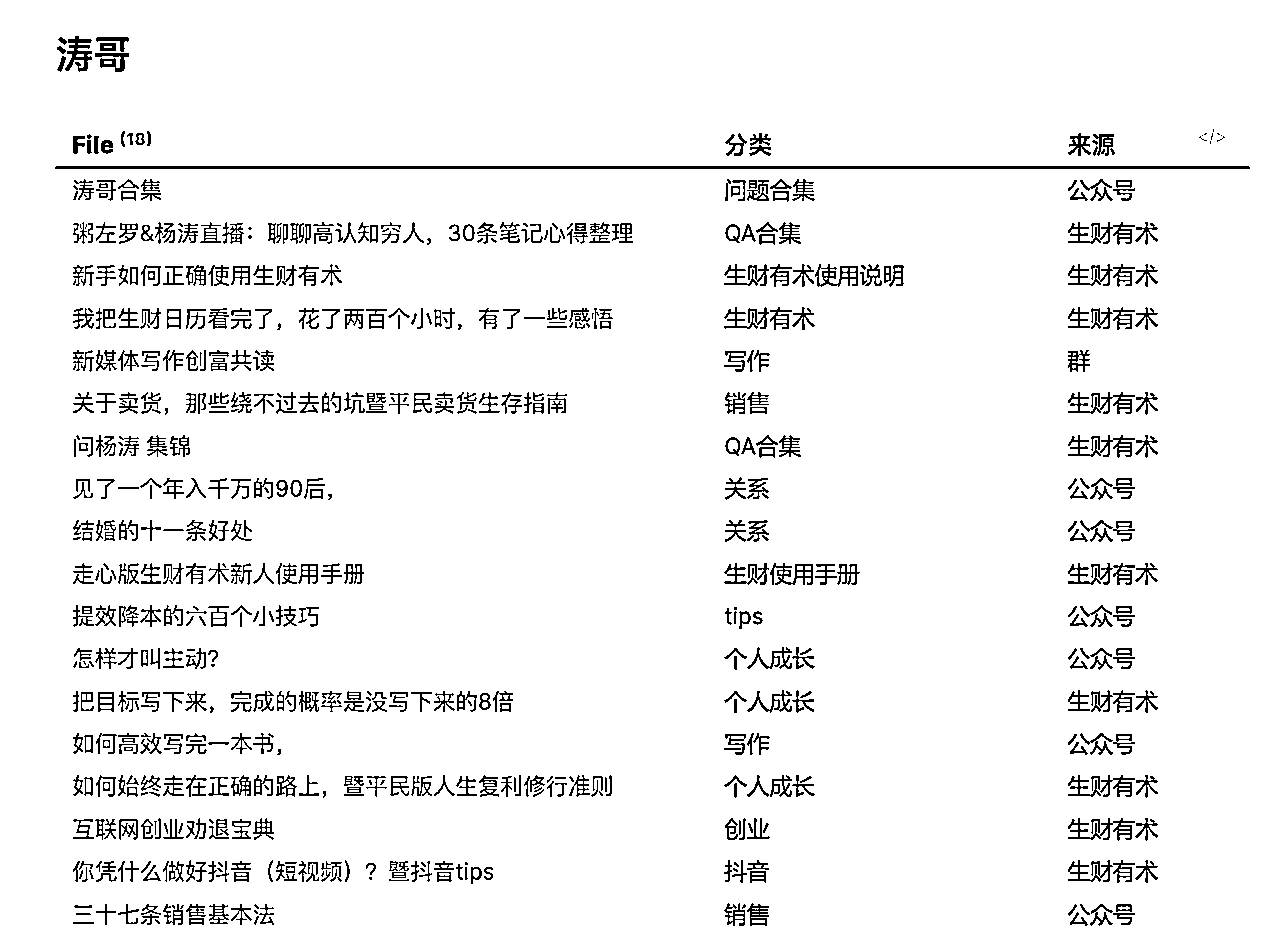 涛哥
File (18) 分类 来源 </>
涛哥合集 问题合集 公众号
粥左罗&杨涛直播：聊聊高认知穷人，30条笔记心得整理 QA合集 生财有术
新手如何正确使用生财有术 生财有术使用说明 生财有术
我把生财日历看完了，花了两百个小时，有了一些感悟 生财有术 生财有术
新媒体写作创富共读 写作 群
关于卖货，那些绕不过去的坑暨平民卖货生存指南 销售 生财有术
问杨涛 集锦 QA合集 生财有术
见了一个年入千万的90后， 关系 公众号
结婚的十一条好处 关系 公众号
走心版生财有术新人使用手册 生财使用手册 生财有术
提效降本的六百个小技巧 tips 公众号
怎样才叫主动？ 个人成长 公众号
把目标写下来，完成的概率是没写下来的8倍 个人成长 生财有术
如何高效写完一本书， 写作 公众号
如何始终走在正确的路上，暨平民版人生复利修行准则 个人成长 生财有术
互联网创业劝退宝典 创业 生财有术
你凭什么做好抖音（短视频）？暨抖音tips 抖音 生财有术
三十七条销售基本法 销售 公众号